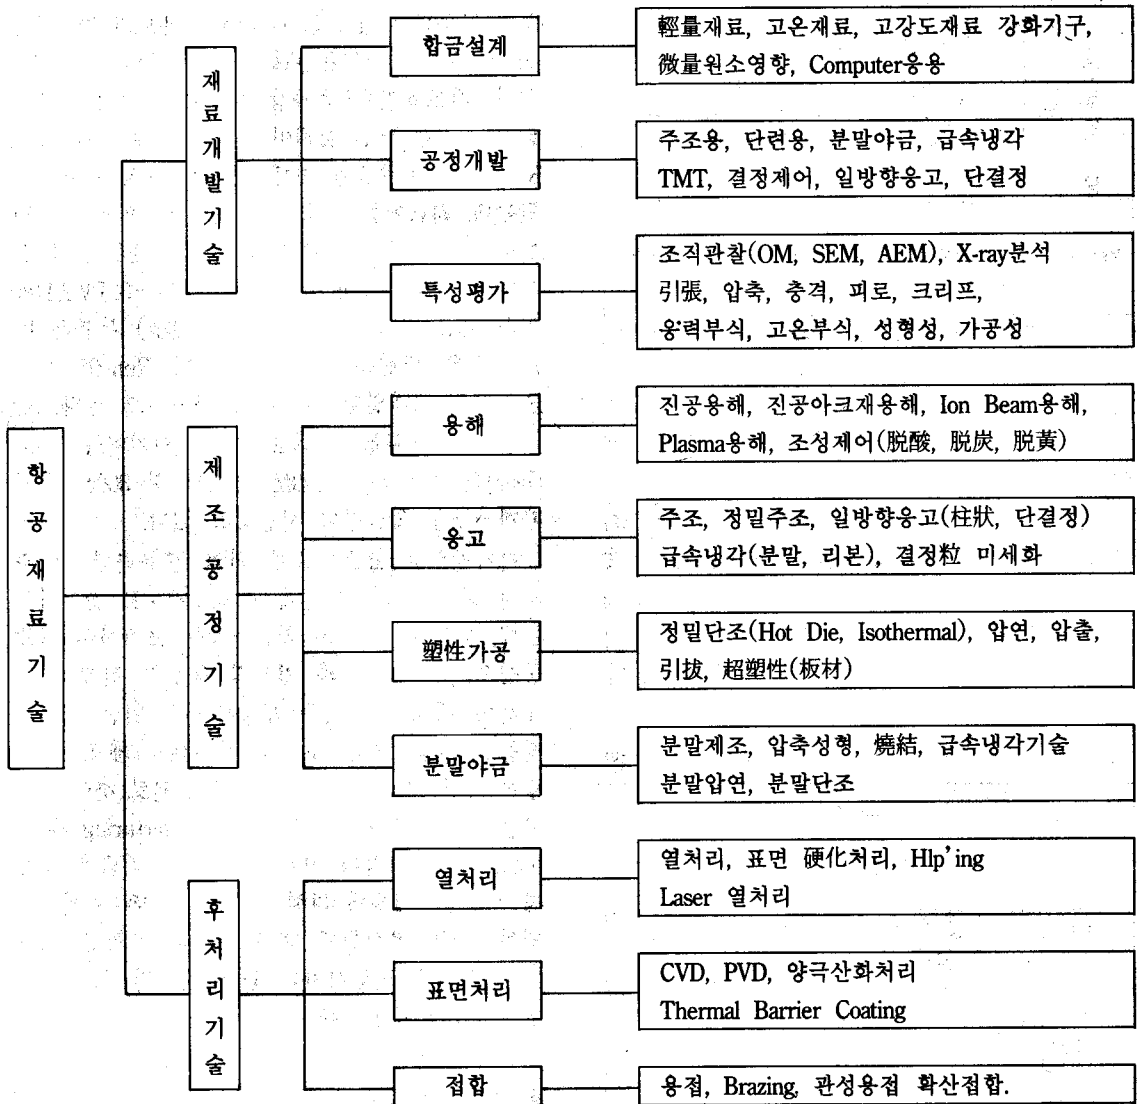 항공재료기술
재료개발기술
합금설계
輕量재료, 고온재료, 고강도재료 강화기구,
微量원소영향, Computer응용
공정개발
주조용, 단련용, 분말야금, 급속냉각
TMT, 결정제어, 일방향응고, 단결정
특성평가
조직관찰(OM, SEM, AEM), X-ray분석
引張, 압축, 충격, 피로, 크리프,
응력부식, 고온부식, 성형성, 가공성
제조공정기술
용해
진공용해, 진공아크재용해, Ion Beam용해,
Plasma용해, 조성제어(脱酸, 脱炭, 脱黃)
응고
주조, 정밀주조, 일방향응고(柱狀, 단결정)
급속냉각(분말, 리본), 결정粒 미세화
塑性가공
정밀단조(Hot Die, Isothermal), 압연, 압출,
引拔, 超塑性(板材)
분말야금
분말제조, 압축성형, 燒結, 급속냉각기술
분말압연, 분말단조
후처리기술
열처리
열처리, 표면 硬化처리, Hlp'ing
Laser 열처리
표면처리
CVD, PVD, 양극산화처리
Thermal Barrier Coating
접합
용접, Brazing, 관성용접 확산접합.